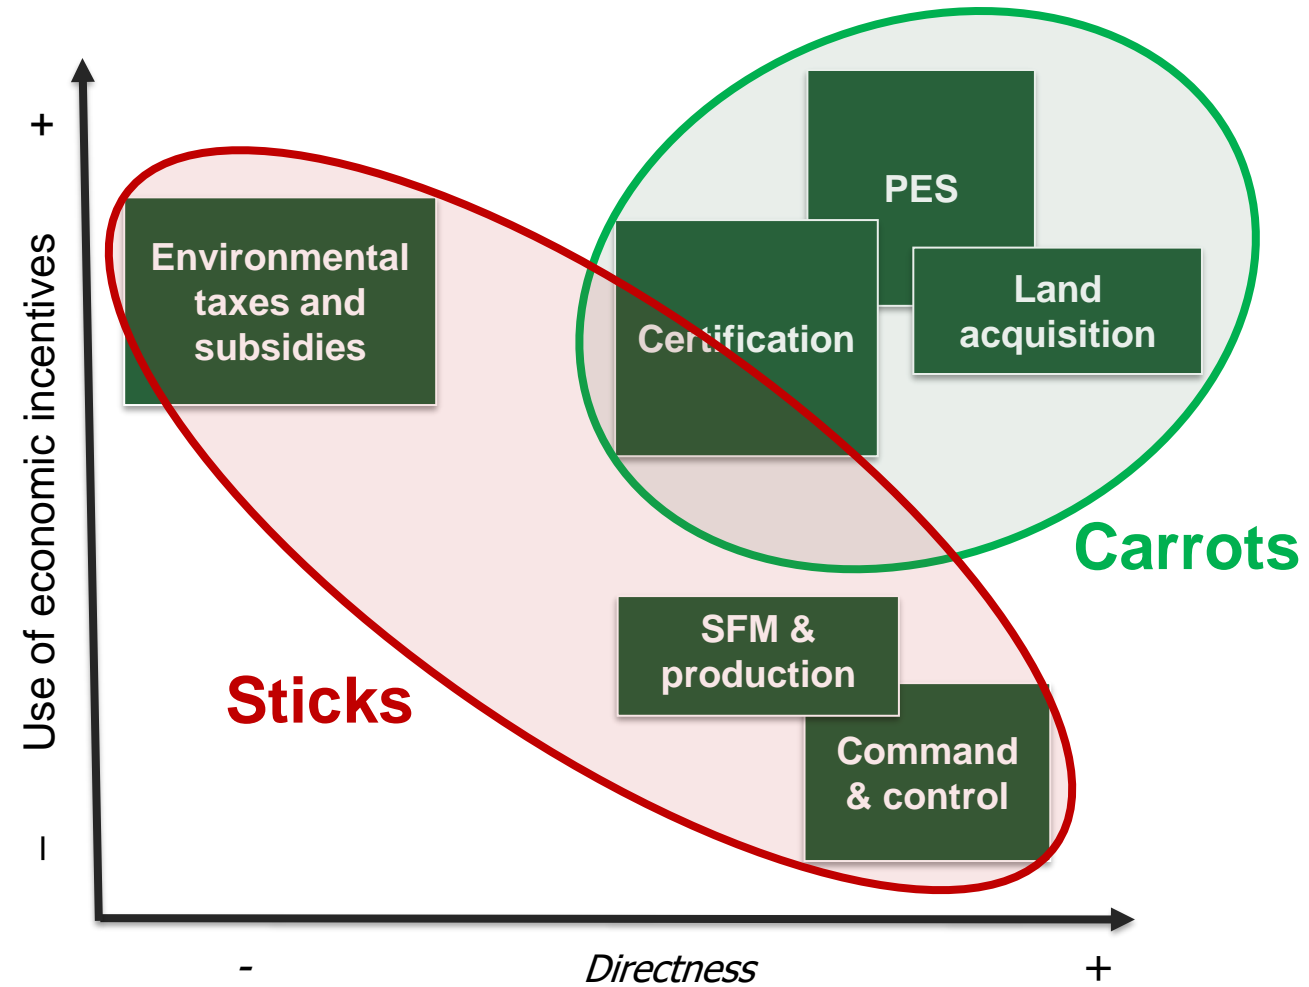 +
Use of economic incentives
–
PES
Environmental
taxes and
subsidies
Land
acquisition
Certification
Carrots
SFM &
production
Sticks
Command
& control
-
Directness
+